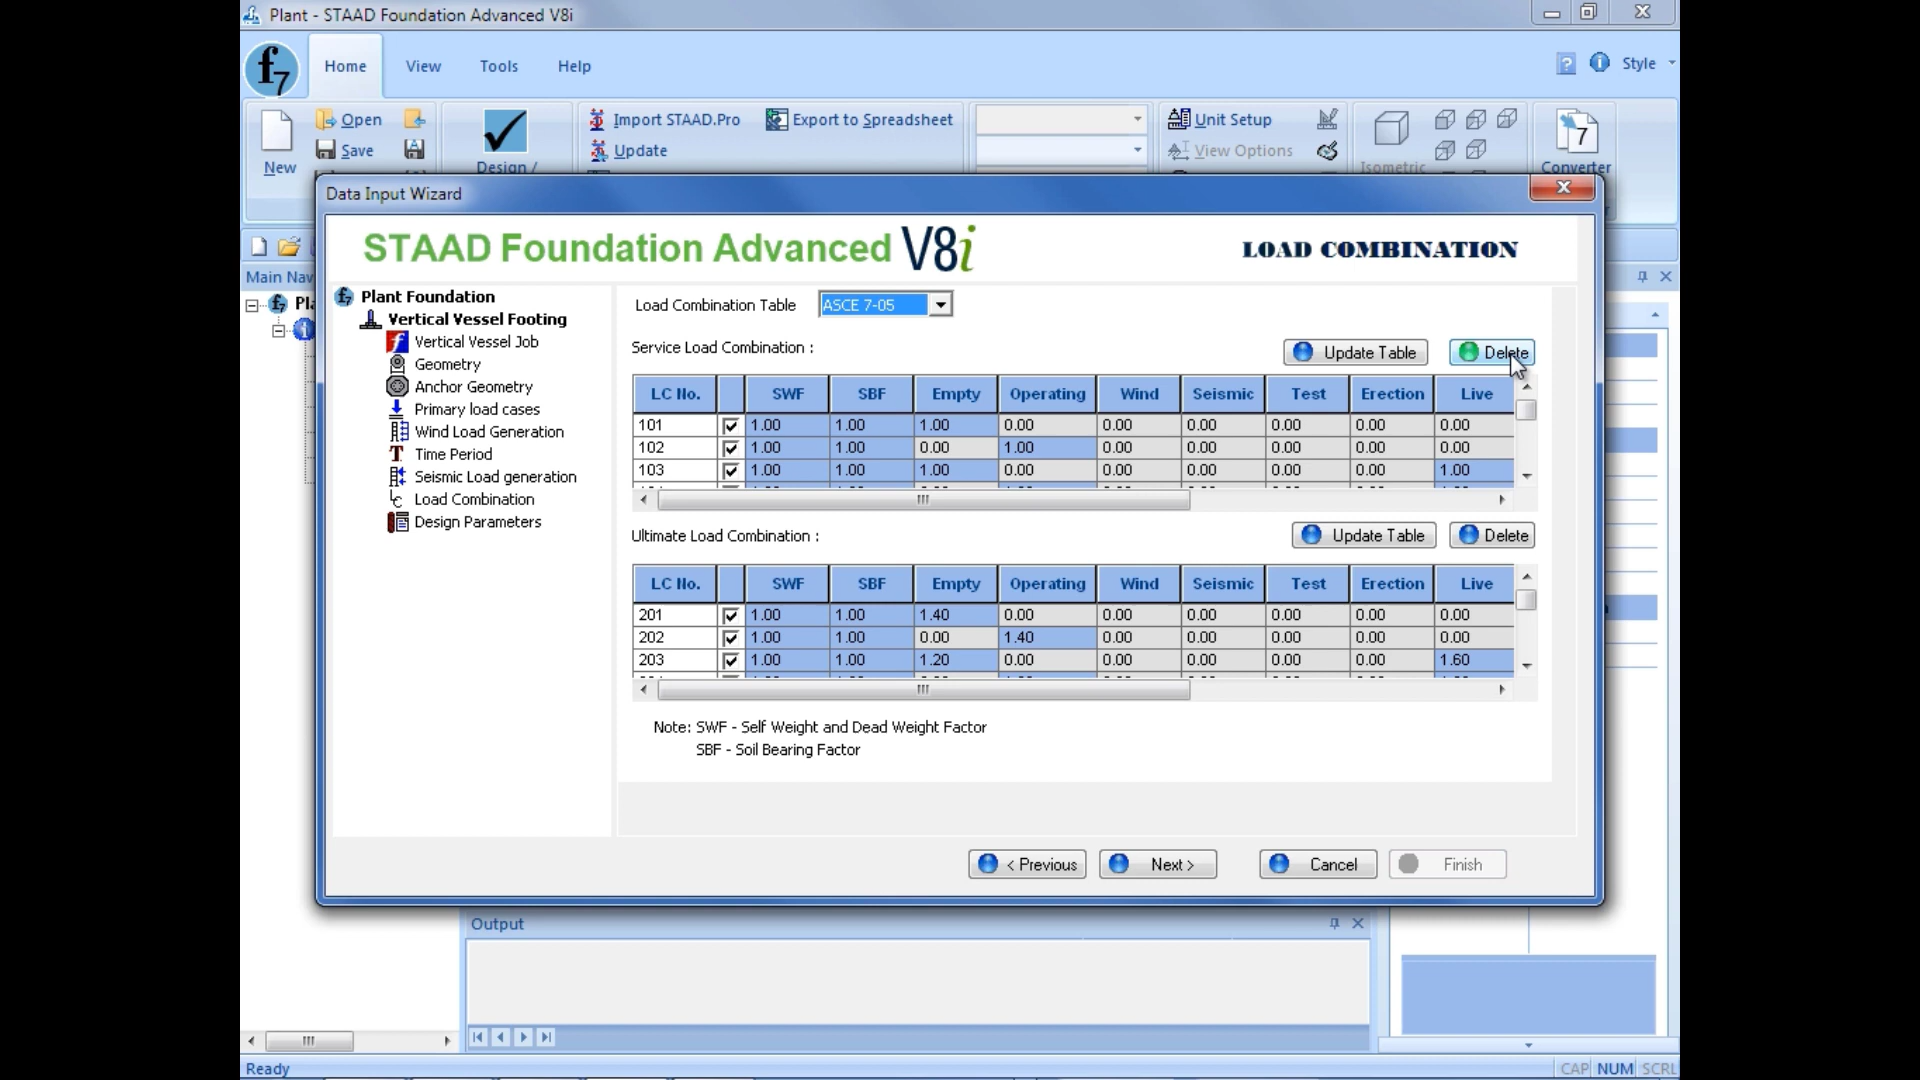 Plant - STAAD Foundation Advanced V8i
Home View Tools Help
Style
Open
Import STAAD.Pro Export to Spreadsheet
Unit Setup
Save
Update
View Options
New
Design /
Isometric
Converter
Data Input Wizard
STAAD Foundation Advanced V8i
LOAD COMBINATION
Main Nav
Plant Foundation
Vertical Vessel Footing
Vertical Vessel Job
Geometry
Anchor Geometry
Primary load cases
Wind Load Generation
Time Period
Seismic Load generation
Load Combination
Design Parameters
Load Combination Table ASCE 7-05
Service Load Combination :
Update Table Delete
LC No. SWF SBF Empty Operating Wind Seismic Test Erection Live
101 1.00 1.00 1.00 0.00 0.00 0.00 0.00 0.00 0.00
102 1.00 1.00 0.00 1.00 0.00 0.00 0.00 0.00 0.00
103 1.00 1.00 1.00 0.00 0.00 0.00 0.00 0.00 1.00
Ultimate Load Combination :
Update Table Delete
LC No. SWF SBF Empty Operating Wind Seismic Test Erection Live
201 1.00 1.00 1.40 0.00 0.00 0.00 0.00 0.00 0.00
202 1.00 1.00 0.00 1.40 0.00 0.00 0.00 0.00 0.00
203 1.00 1.00 1.20 0.00 0.00 0.00 0.00 0.00 1.60
Note: SWF - Self Weight and Dead Weight Factor
SBF - Soil Bearing Factor
< Previous Next > Cancel Finish
Output
Ready
CAP NUM SCRL